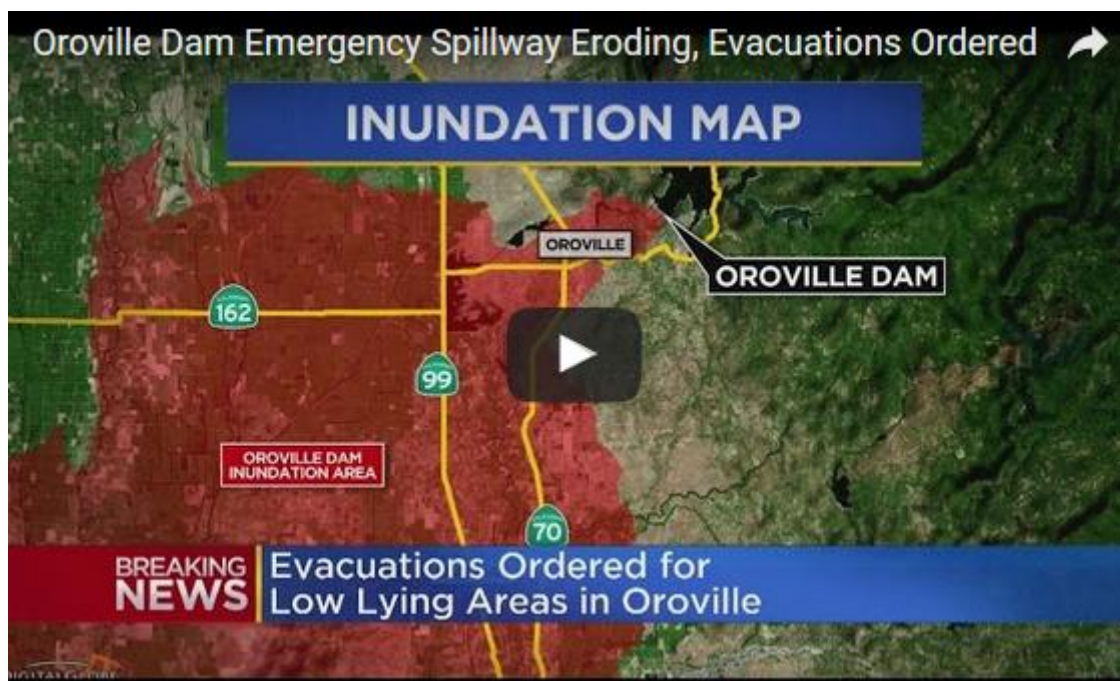 Oroville Dam Emergency Spillway Eroding, Evacuations Ordered
INUNDATION MAP
OROVILLE
OROVILLE DAM
162
99
OROVILLE DAM
INUNDATION AREA
70
BREAKING
NEWS
Evacuations Ordered for
Low Lying Areas in Oroville